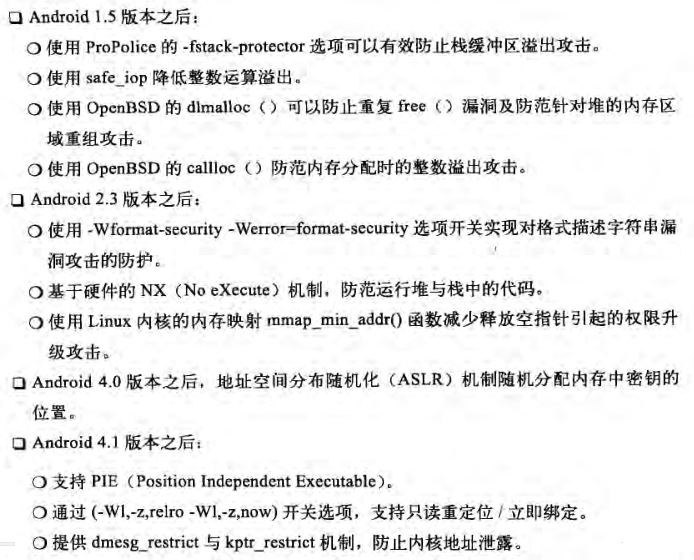 ❑ Android 1.5 版本之后：
❍ 使用 ProPolice 的 -fstack-protector 选项可以有效防止栈缓冲区溢出攻击。
❍ 使用 safe_iop 降低整数运算溢出。
❍ 使用 OpenBSD 的 dlmalloc（）可以防止重复 free（）漏洞及防范针对堆的内存区
域重组攻击。
❍ 使用 OpenBSD 的 callloc（）防范内存分配时的整数溢出攻击。
❑ Android 2.3 版本之后：
❍ 使用 -Wformat-security -Werror=format-security 选项开关实现对格式描述字符串漏
洞攻击的防护。
❍ 基于硬件的 NX（No eXecute）机制，防范运行堆与栈中的代码。
❍ 使用 Linux 内核的内存映射 mmap_min_addr() 函数减少释放空指针引起的权限升
级攻击。
❑ Android 4.0 版本之后，地址空间分布随机化（ASLR）机制随机分配内存中密钥的
位置。
❑ Android 4.1 版本之后：
❍ 支持 PIE（Position Independent Executable）。
❍ 通过 (-Wl,-z,relro -Wl,-z,now) 开关选项，支持只读重定位 / 立即绑定。
❍ 提供 dmesg_restrict 与 kptr_restrict 机制，防止内核地址泄露。